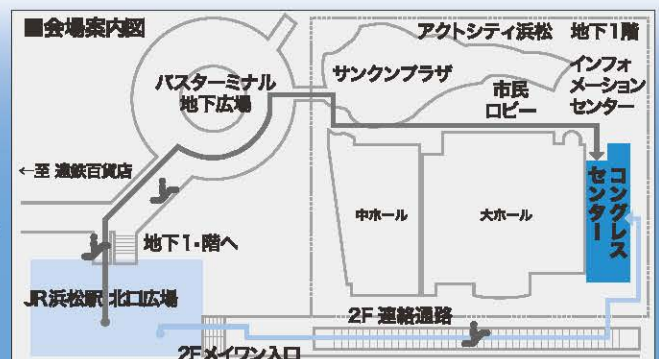 ■会場案内図
アクトシティ浜松 地下1階
バスターミナル
地下広場
サンクンプラザ
市民
ロビー
インフォ
メーション
センター
←至 遠鉄百貨店
中ホール
大ホール
コングレス
センター
地下1・階へ
JR浜松駅 北口広場
2F 連絡通路
2Fメイワン入口